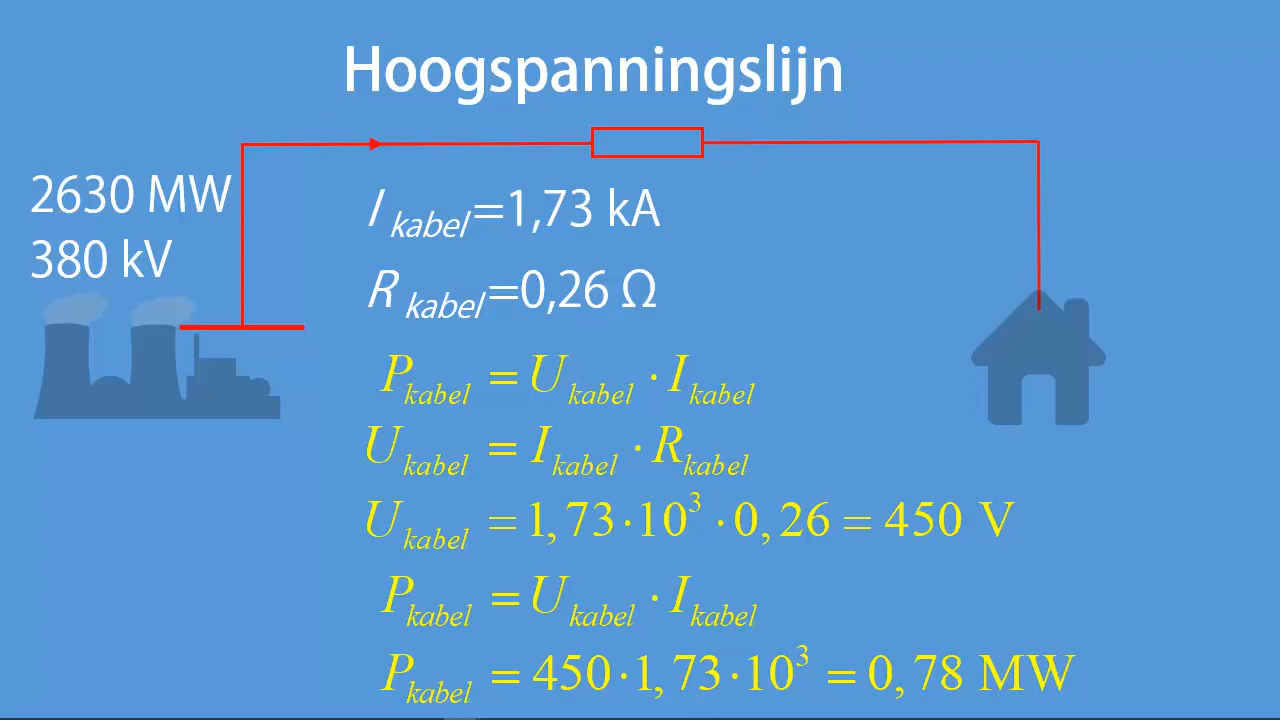 Hoogspanningslijn
2630 MW
380 kV
I kabel =1,73 kA
R kabel =0,26 Ω
P kabel = U kabel · I kabel
U kabel = I kabel · R kabel
U kabel = 1,73·10³ · 0,26 = 450 V
P kabel = U kabel · I kabel
P kabel = 450·1,73·10³ = 0,78 MW